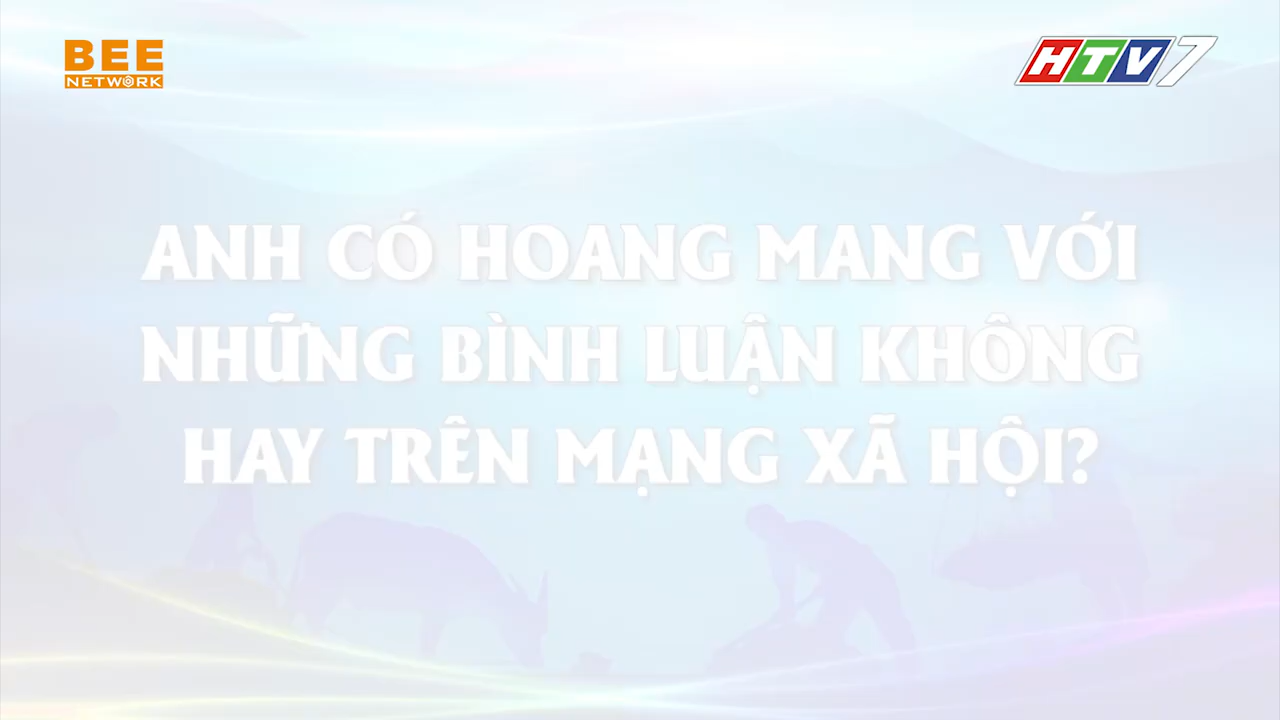 BEE
NETWORK
HTV7
ANH CÓ HOANG MANG VỚI
NHỮNG BÌNH LUẬN KHÔNG
HAY TRÊN MẠNG XÃ HỘI?